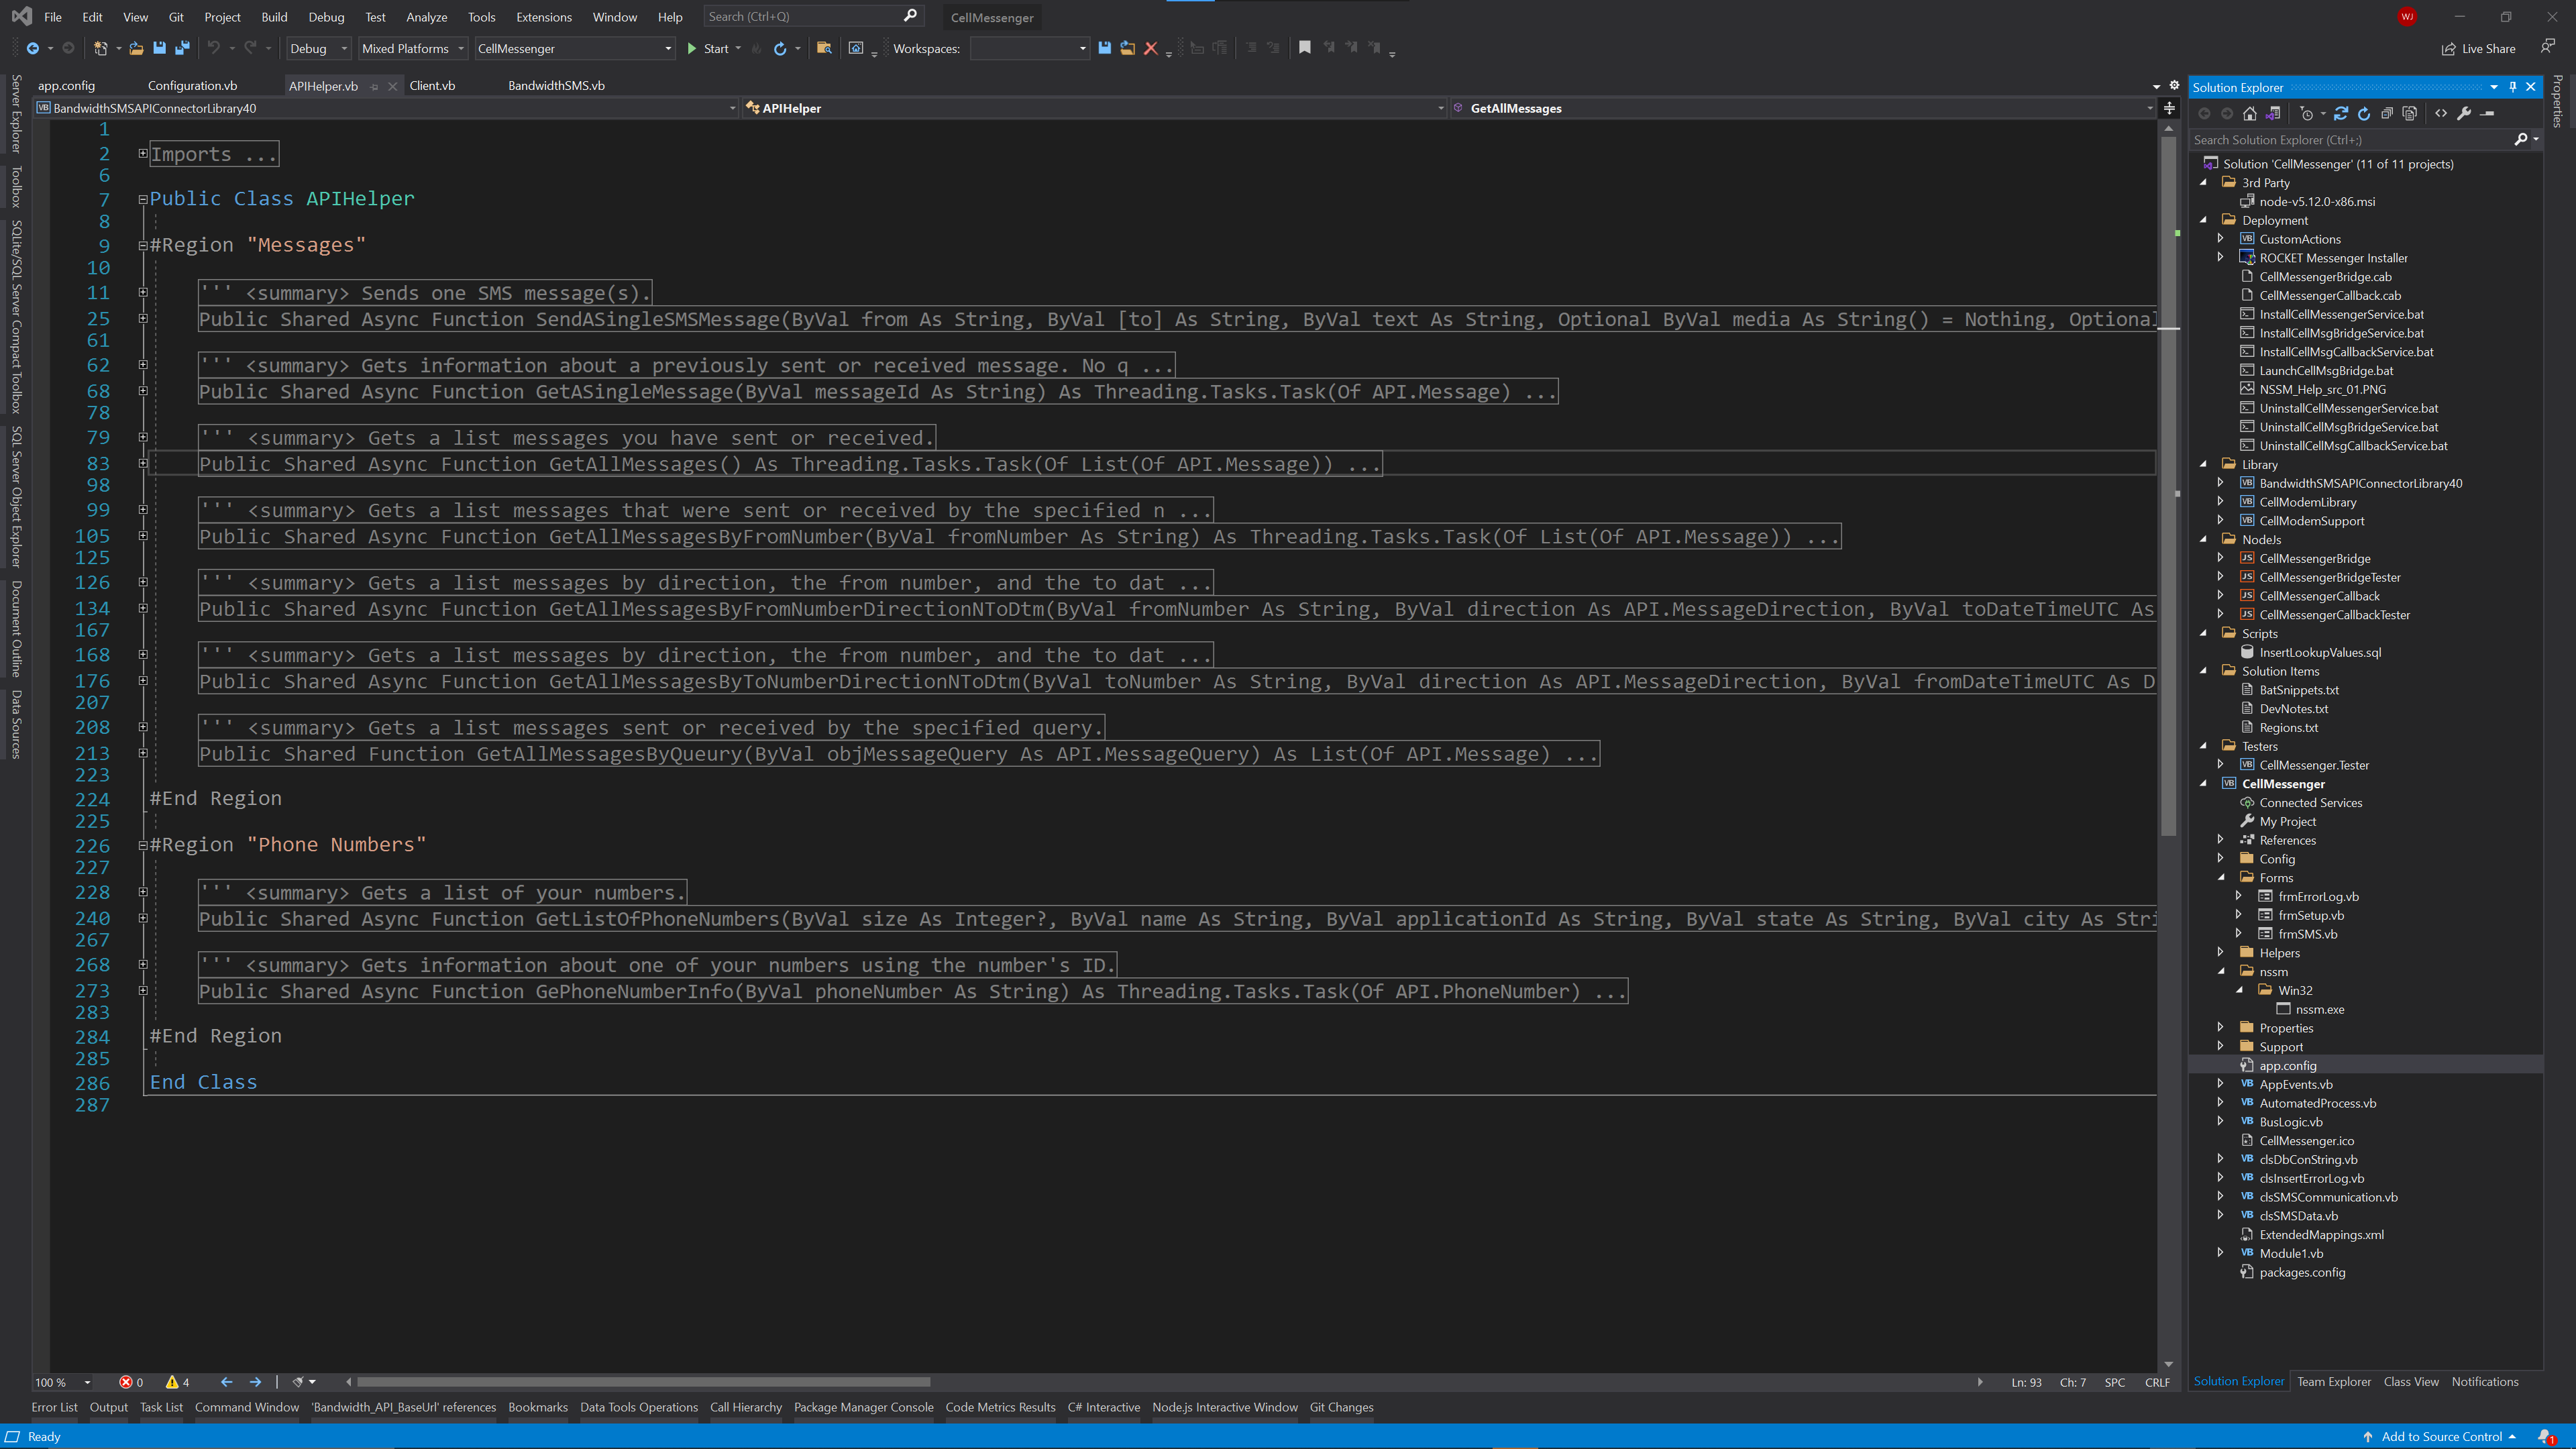 File Edit View Git Project Build Debug Test Analyze Tools Extensions Window Help Search (Ctrl+Q) CellMessenger WJ
Debug Mixed Platforms CellMessenger Start Workspaces: Live Share
app.config Configuration.vb APIHelper.vb Client.vb BandwidthSMS.vb
VB BandwidthSMSAPIConnectorLibrary40 APIHelper GetAllMessages
Server Explorer
Toolbox
SQLite/SQL Server Compact Toolbox
SQL Server Object Explorer
Document Outline
Data Sources
1
2 Imports ...
6
7 Public Class APIHelper
8
9 #Region "Messages"
10
11 ''' <summary> Sends one SMS message(s).
25 Public Shared Async Function SendASingleSMSMessage(ByVal from As String, ByVal [to] As String, ByVal text As String, Optional ByVal media As String() = Nothing, Optional
61
62 ''' <summary> Gets information about a previously sent or received message. No q ...
68 Public Shared Async Function GetASingleMessage(ByVal messageId As String) As Threading.Tasks.Task(Of API.Message) ...
78
79 ''' <summary> Gets a list messages you have sent or received.
83 Public Shared Async Function GetAllMessages() As Threading.Tasks.Task(Of List(Of API.Message)) ...
98
99 ''' <summary> Gets a list messages that were sent or received by the specified n ...
105 Public Shared Async Function GetAllMessagesByFromNumber(ByVal fromNumber As String) As Threading.Tasks.Task(Of List(Of API.Message)) ...
125
126 ''' <summary> Gets a list messages by direction, the from number, and the to dat ...
134 Public Shared Async Function GetAllMessagesByFromNumberDirectionNToDtm(ByVal fromNumber As String, ByVal direction As API.MessageDirection, ByVal toDateTimeUTC As
167
168 ''' <summary> Gets a list messages by direction, the from number, and the to dat ...
176 Public Shared Async Function GetAllMessagesByToNumberDirectionNToDtm(ByVal toNumber As String, ByVal direction As API.MessageDirection, ByVal fromDateTimeUTC As D
207
208 ''' <summary> Gets a list messages sent or received by the specified query.
213 Public Shared Function GetAllMessagesByQueury(ByVal objMessageQuery As API.MessageQuery) As List(Of API.Message) ...
223
224 #End Region
225
226 #Region "Phone Numbers"
227
228 ''' <summary> Gets a list of your numbers.
240 Public Shared Async Function GetListOfPhoneNumbers(ByVal size As Integer?, ByVal name As String, ByVal applicationId As String, ByVal state As String, ByVal city As Stri
267
268 ''' <summary> Gets information about one of your numbers using the number's ID.
273 Public Shared Async Function GePhoneNumberInfo(ByVal phoneNumber As String) As Threading.Tasks.Task(Of API.PhoneNumber) ...
283
284 #End Region
285
286 End Class
287
100 % 0 4 Ln: 93 Ch: 7 SPC CRLF
Solution Explorer
Search Solution Explorer (Ctrl+;)
Solution 'CellMessenger' (11 of 11 projects)
3rd Party
node-v5.12.0-x86.msi
Deployment
VB CustomActions
ROCKET Messenger Installer
CellMessengerBridge.cab
CellMessengerCallback.cab
InstallCellMessengerService.bat
InstallCellMsgBridgeService.bat
InstallCellMsgCallbackService.bat
LaunchCellMsgBridge.bat
NSSM_Help_src_01.PNG
UninstallCellMessengerService.bat
UninstallCellMsgBridgeService.bat
UninstallCellMsgCallbackService.bat
Library
VB BandwidthSMSAPIConnectorLibrary40
VB CellModemLibrary
VB CellModemSupport
NodeJs
JS CellMessengerBridge
JS CellMessengerBridgeTester
JS CellMessengerCallback
JS CellMessengerCallbackTester
Scripts
InsertLookupValues.sql
Solution Items
BatSnippets.txt
DevNotes.txt
Regions.txt
Testers
VB CellMessenger.Tester
VB CellMessenger
Connected Services
My Project
References
Config
Forms
frmErrorLog.vb
frmSetup.vb
frmSMS.vb
Helpers
nssm
Win32
nssm.exe
Properties
Support
app.config
VB AppEvents.vb
VB AutomatedProcess.vb
VB BusLogic.vb
CellMessenger.ico
VB clsDbConString.vb
VB clsInsertErrorLog.vb
VB clsSMSCommunication.vb
VB clsSMSData.vb
ExtendedMappings.xml
VB Module1.vb
packages.config
Solution Explorer Team Explorer Class View Notifications
Properties
Error List Output Task List Command Window 'Bandwidth_API_BaseUrl' references Bookmarks Data Tools Operations Call Hierarchy Package Manager Console Code Metrics Results C# Interactive Node.js Interactive Window Git Changes
Ready Add to Source Control 1